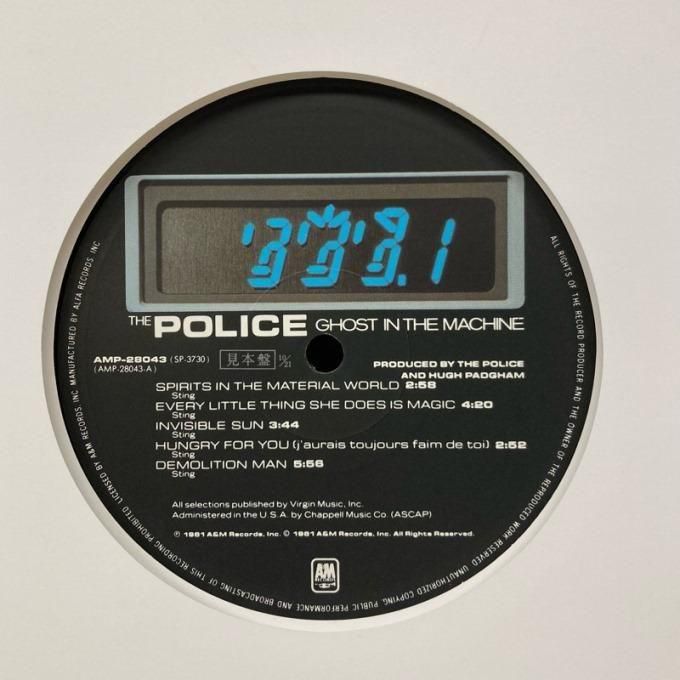 THE POLICE GHOST IN THE MACHINE
AMP-28043 (SP-3730) 見本盤 10/21
(AMP-28043-A)
PRODUCED BY THE POLICE
AND HUGH PADGHAM
SPIRITS IN THE MATERIAL WORLD 2:58
Sting
EVERY LITTLE THING SHE DOES IS MAGIC 4:20
Sting
INVISIBLE SUN 3:44
Sting
HUNGRY FOR YOU (j'aurais toujours faim de toi) 2:52
Sting
DEMOLITION MAN 5:56
Sting
All selections published by Virgin Music, Inc.
Administered in the U.S.A. by Chappell Music Co. (ASCAP)
℗ 1981 A&M Records, Inc. © 1981 A&M Records, Inc. All Rights Reserved.
A&M
RECORDS
ALL RIGHTS OF THE RECORD PRODUCER AND THE OWNER OF THE REPRODUCED WORK RESERVED. UNAUTHORIZED COPYING, PUBLIC PERFORMANCE AND BROADCASTING OF THIS RECORDING PROHIBITED. LICENSED BY A&M RECORDS INC MANUFACTURED BY ALFA RECORDS, INC